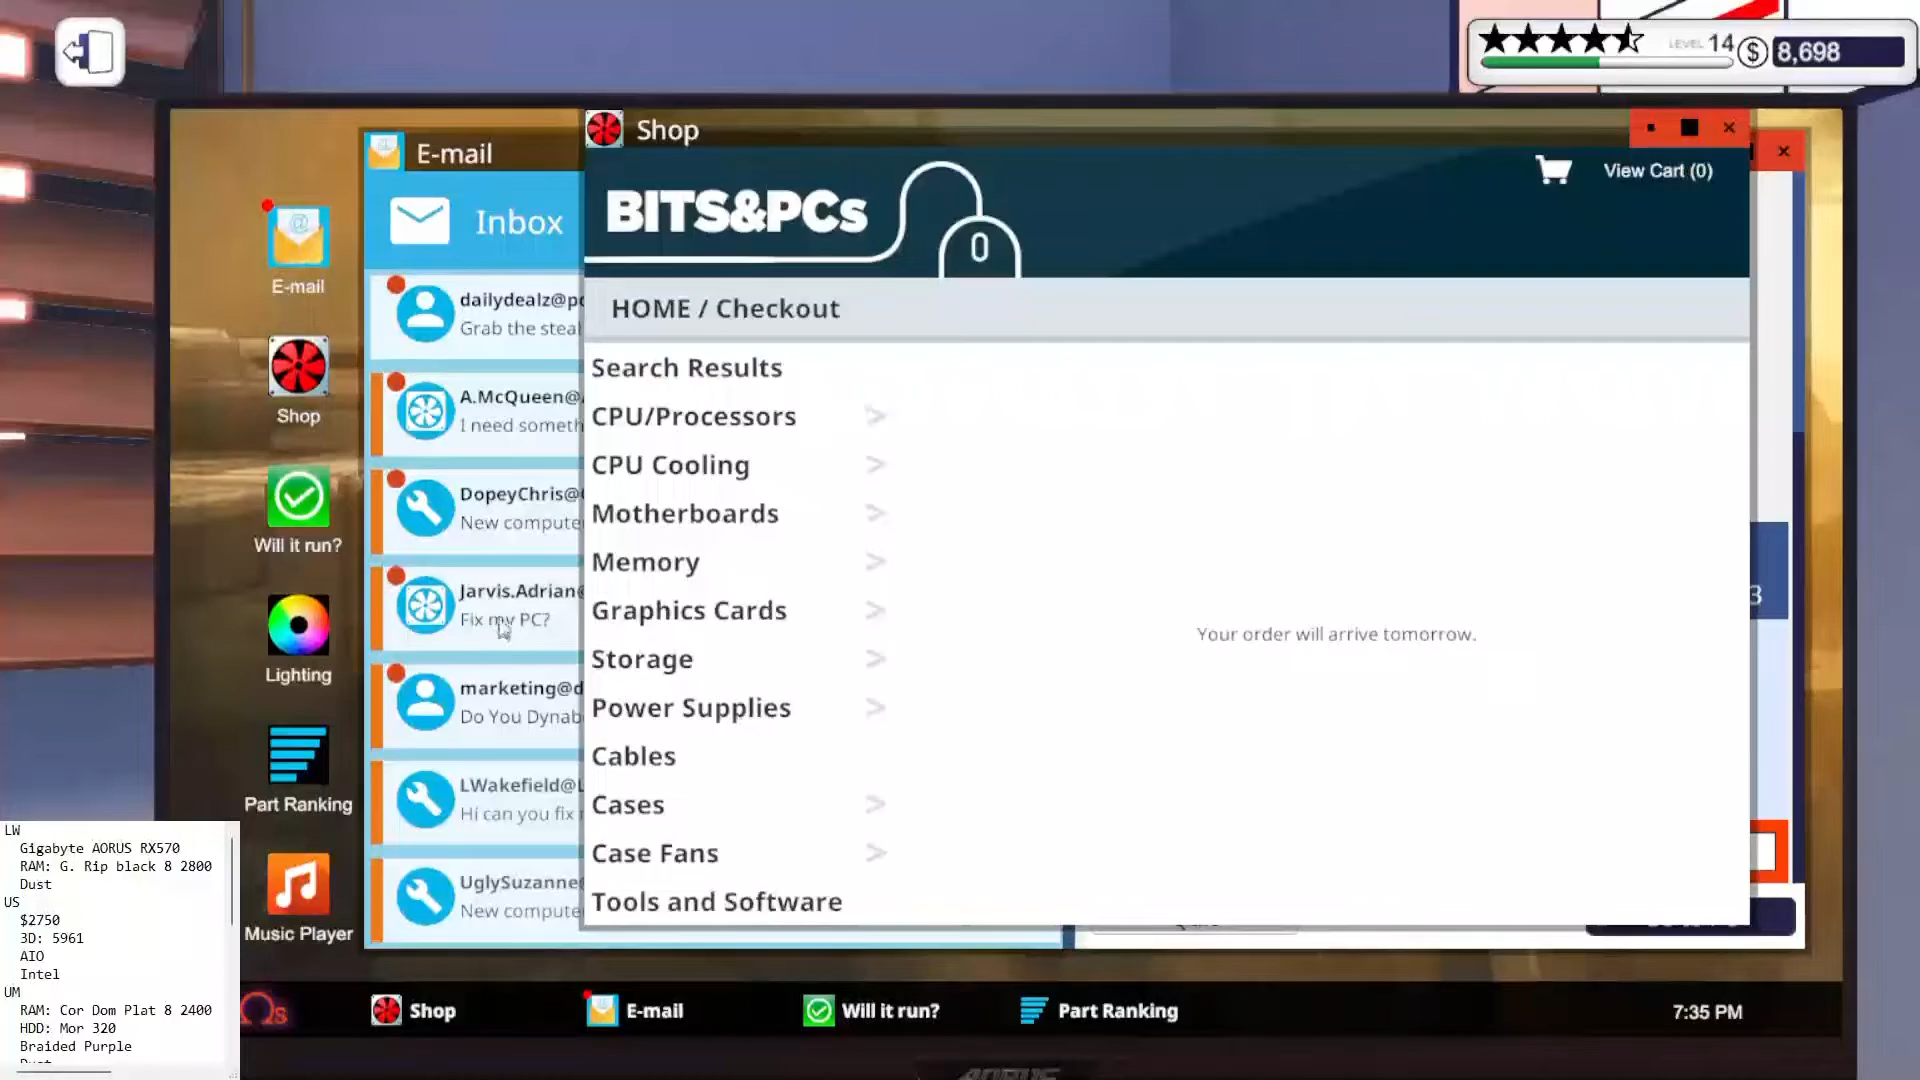 LEVEL 14
8,698
E-mail
Shop
Inbox
BITS&PCs
View Cart (0)
HOME / Checkout
E-mail
Shop
Will it run?
Lighting
Part Ranking
Music Player
dailydealz@pc
Grab the steal
A.McQueen@
I need someth
DopeyChris@
New compute
Jarvis.Adrian@
Fix my PC?
marketing@d
Do You Dynab
LWakefield@L
Hi can you fix
UglySuzanne@
New compute
Search Results
CPU/Processors >
CPU Cooling >
Motherboards >
Memory >
Graphics Cards >
Storage >
Power Supplies >
Cables
Cases >
Case Fans >
Tools and Software
Your order will arrive tomorrow.
3
LW
Gigabyte AORUS RX570
RAM: G. Rip black 8 2800
Dust
US
$2750
3D: 5961
AIO
Intel
UM
RAM: Cor Dom Plat 8 2400
HDD: Mor 320
Braided Purple
Dust
Ωs
Shop
E-mail
Will it run?
Part Ranking
7:35 PM
AORUS